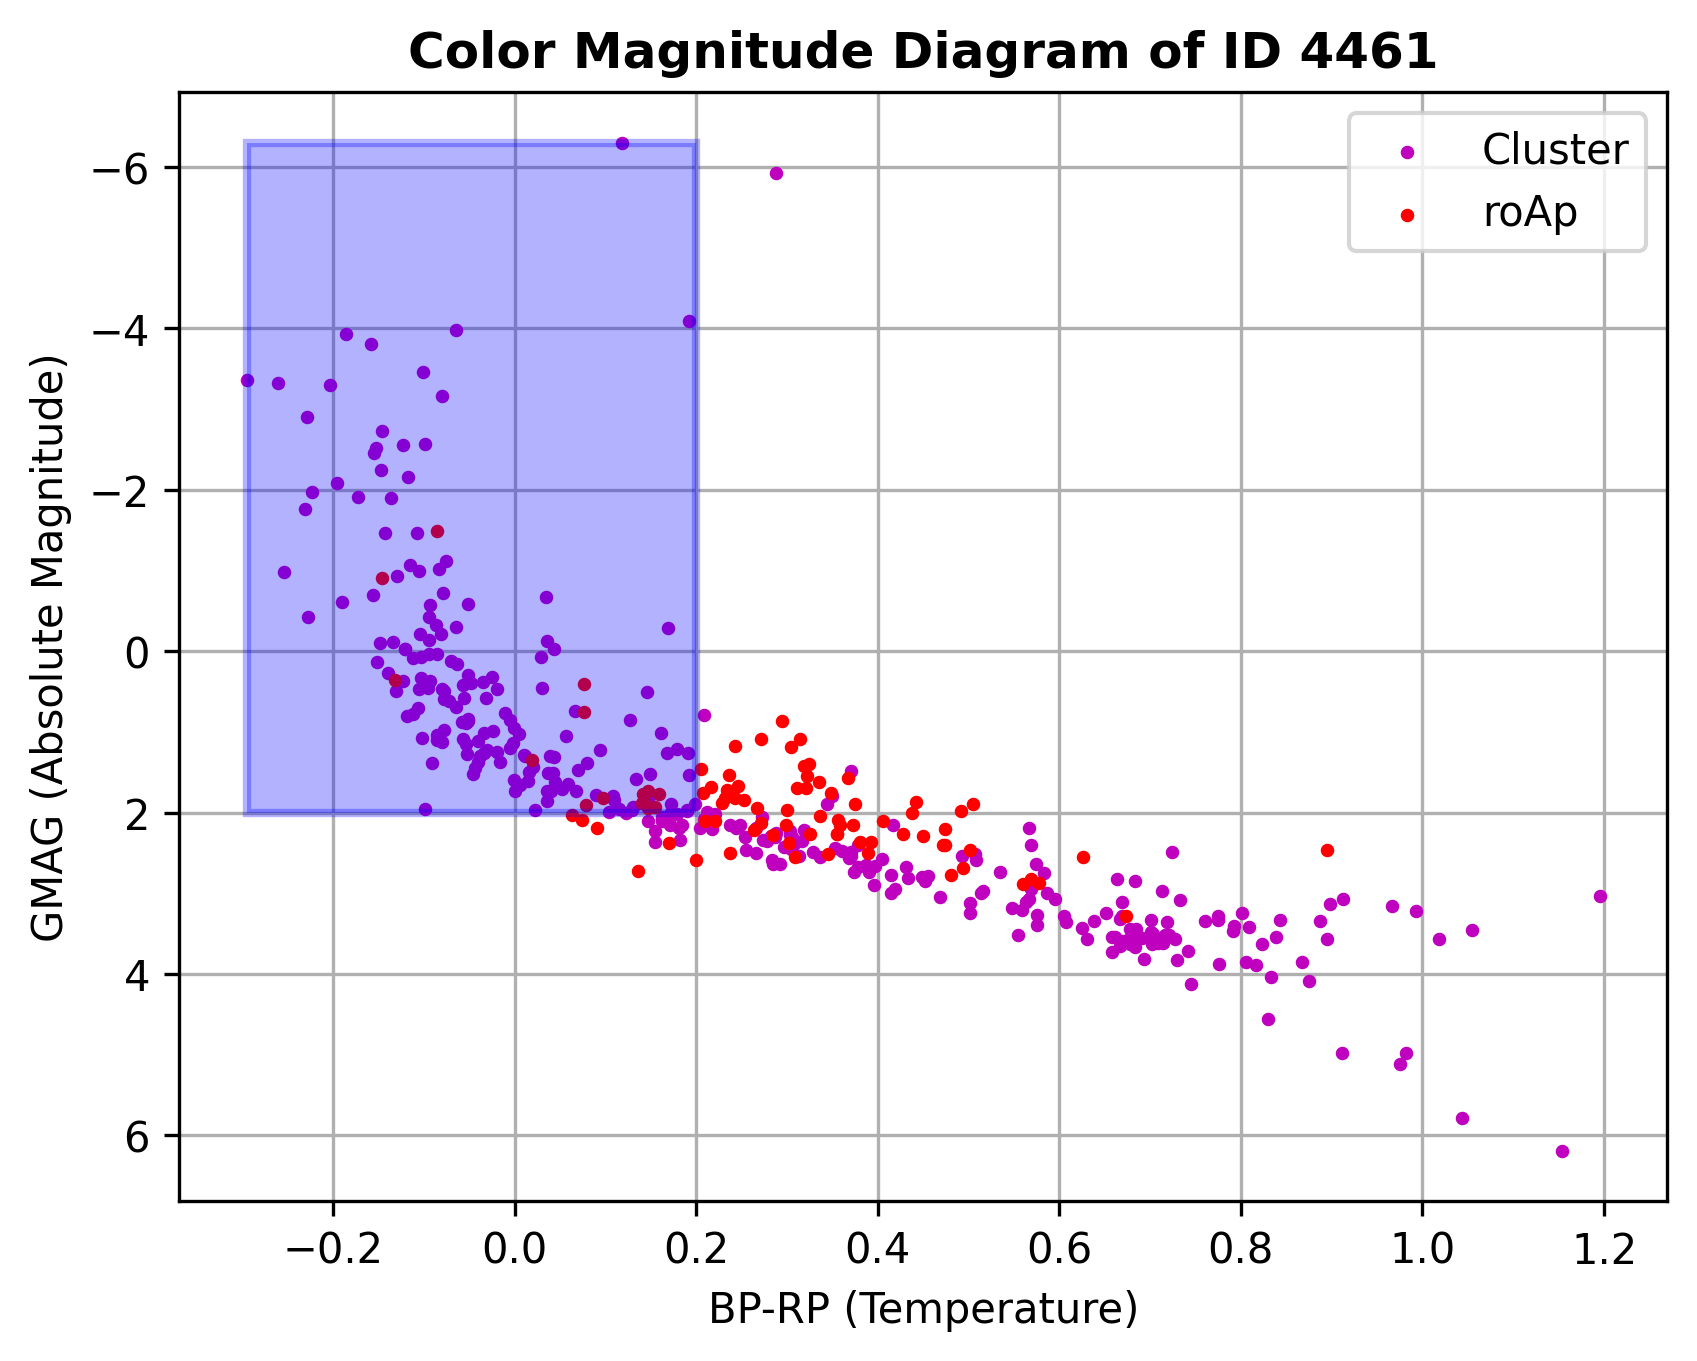 Color Magnitude Diagram of ID 4461
Cluster
roAp
GMAG (Absolute Magnitude)
−6
−4
−2
0
2
4
6
−0.2 0.0 0.2 0.4 0.6 0.8 1.0 1.2
BP-RP (Temperature)